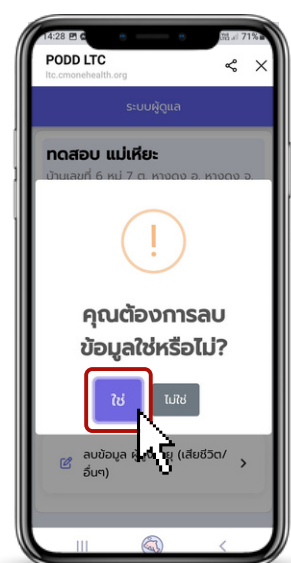 14:28
71%
PODD LTC
ltc.cmonehealth.org
ระบบผู้ดูแล
ทดสอบ แม่เหียะ
บ้านเลขที่ 6 หมู่ 7 ต. หางดง อ. หางดง จ.
!
คุณต้องการลบ
ข้อมูลใช่หรือไม่?
ใช่
ไม่ใช่
ลบข้อมูล (เสียชีวิต/
อื่นๆ)